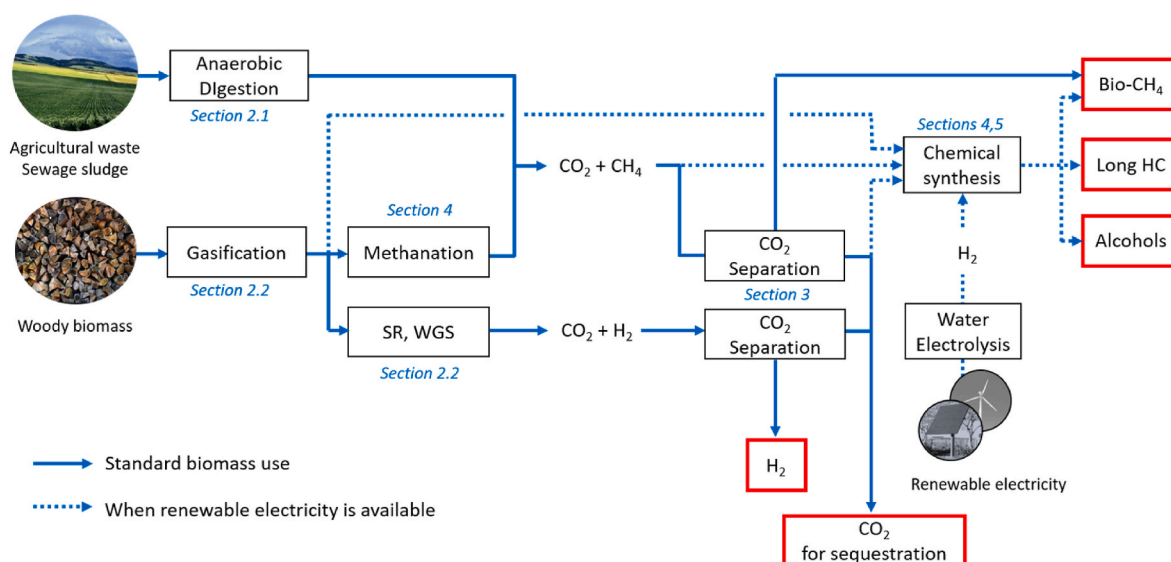 Anaerobic
DIgestion
Section 2.1
Agricultural waste
Sewage sludge
Gasification
Section 2.2
Woody biomass
Section 4
Methanation
SR, WGS
Section 2.2
CO₂ + CH₄
CO₂ + H₂
CO₂
Separation
Section 3
CO₂
Separation
H₂
CO₂
for sequestration
Sections 4,5
Chemical
synthesis
H₂
Water
Electrolysis
Renewable electricity
Bio-CH₄
Long HC
Alcohols
Standard biomass use
When renewable electricity is available